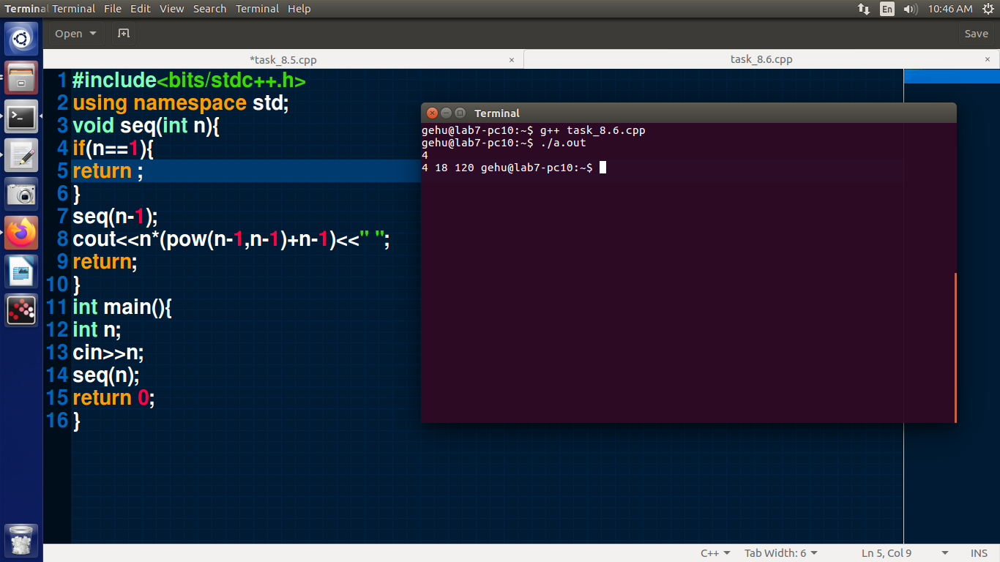 Terminal Terminal File Edit View Search Terminal Help En 10:46 AM
Open Save
*task_8.5.cpp × task_8.6.cpp ×
1 #include<bits/stdc++.h>
2 using namespace std;
3 void seq(int n){
4 if(n==1){
5 return ;
6 }
7 seq(n-1);
8 cout<<n*(pow(n-1,n-1)+n-1)<<" ";
9 return;
10 }
11 int main(){
12 int n;
13 cin>>n;
14 seq(n);
15 return 0;
16 }
Terminal
gehu@lab7-pc10:~$ g++ task_8.6.cpp
gehu@lab7-pc10:~$ ./a.out
4
4 18 120 gehu@lab7-pc10:~$
C++ Tab Width: 6 Ln 5, Col 9 INS